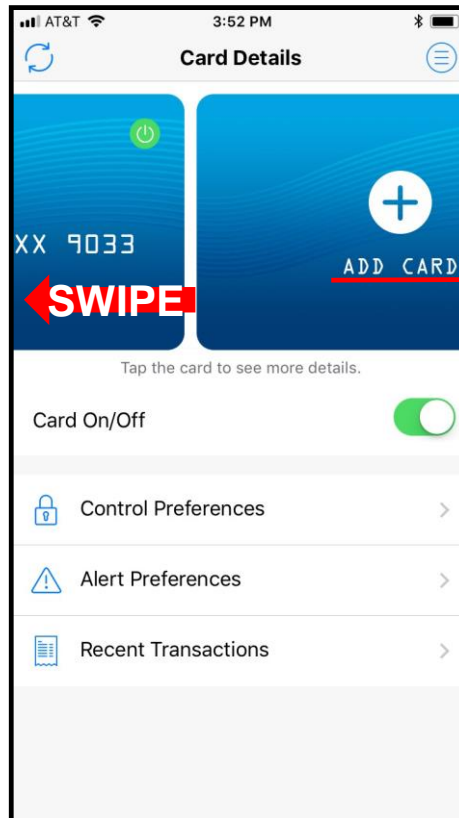 AT&T 3:52 PM
Card Details
XX 9033
ADD CARD
SWIPE
Tap the card to see more details.
Card On/Off
Control Preferences
Alert Preferences
Recent Transactions